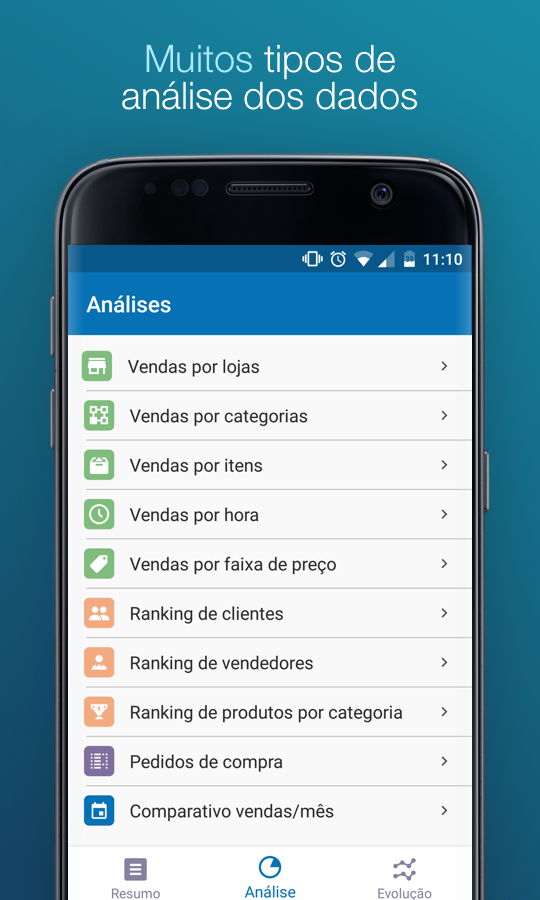 Muitos tipos de
análise dos dados
11:10
Análises
Vendas por lojas
Vendas por categorias
Vendas por itens
Vendas por hora
Vendas por faixa de preço
Ranking de clientes
Ranking de vendedores
Ranking de produtos por categoria
Pedidos de compra
Comparativo vendas/mês
Resumo
Análise
Evolução